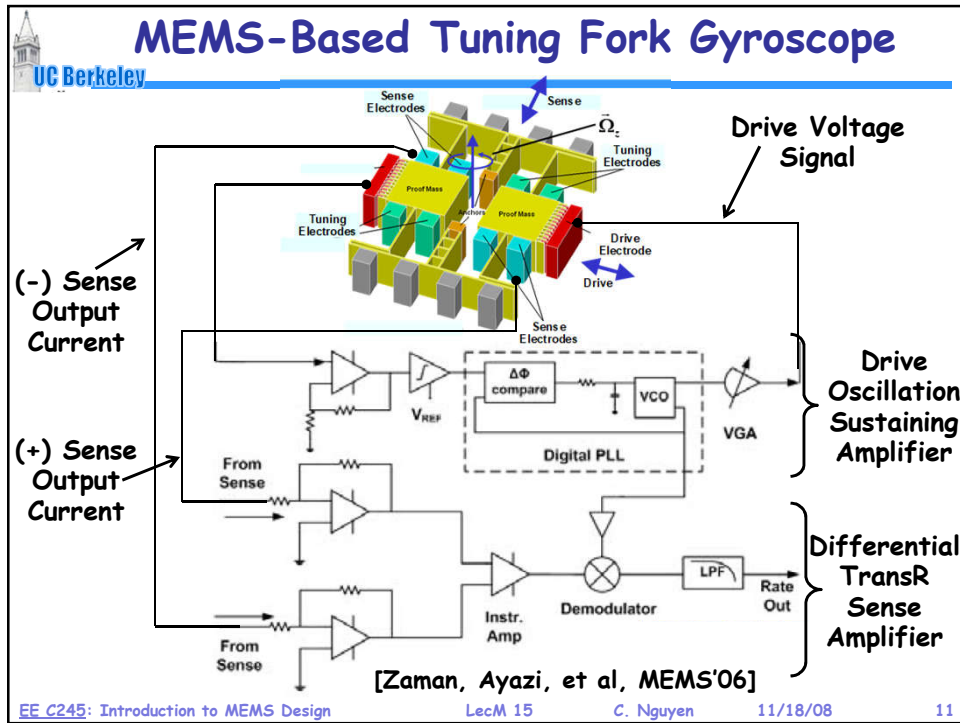 MEMS-Based Tuning Fork Gyroscope
UC Berkeley
Sense
Electrodes
Sense
Ω⃗z
Tuning
Electrodes
Drive Voltage
Signal
Proof Mass
Anchors
Proof Mass
Tuning
Electrodes
Drive
Electrode
Drive
Sense
Electrodes
(-) Sense
Output
Current
ΔΦ
compare
VCO
VREF
VGA
Digital PLL
Drive
Oscillation
Sustaining
Amplifier
(+) Sense
Output
Current
From
Sense
From
Sense
Instr.
Amp
Demodulator
LPF
Rate
Out
Differential
TransR
Sense
Amplifier
[Zaman, Ayazi, et al, MEMS'06]
EE C245: Introduction to MEMS Design LecM 15 C. Nguyen 11/18/08 11